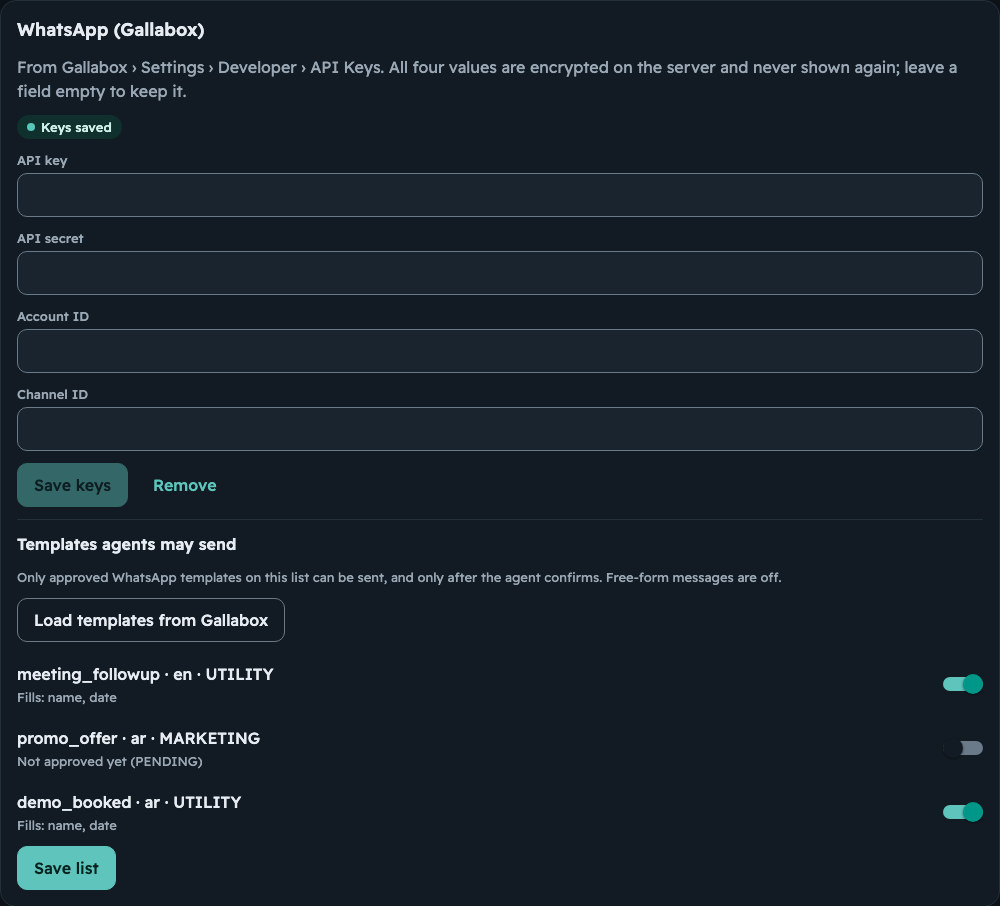 WhatsApp (Gallabox)
From Gallabox › Settings › Developer › API Keys. All four values are encrypted on the server and never shown again; leave a
field empty to keep it.
Keys saved
API key
API secret
Account ID
Channel ID
Save keys Remove
Templates agents may send
Only approved WhatsApp templates on this list can be sent, and only after the agent confirms. Free-form messages are off.
Load templates from Gallabox
meeting_followup · en · UTILITY
Fills: name, date
promo_offer · ar · MARKETING
Not approved yet (PENDING)
demo_booked · ar · UTILITY
Fills: name, date
Save list